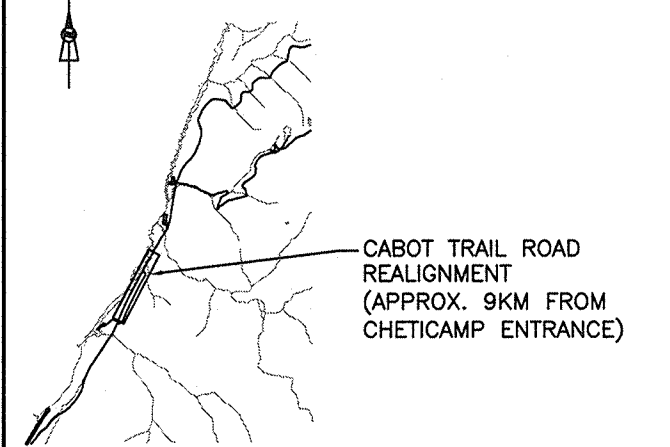 CABOT TRAIL ROAD
REALIGNMENT
(APPROX. 9KM FROM
CHETICAMP ENTRANCE)